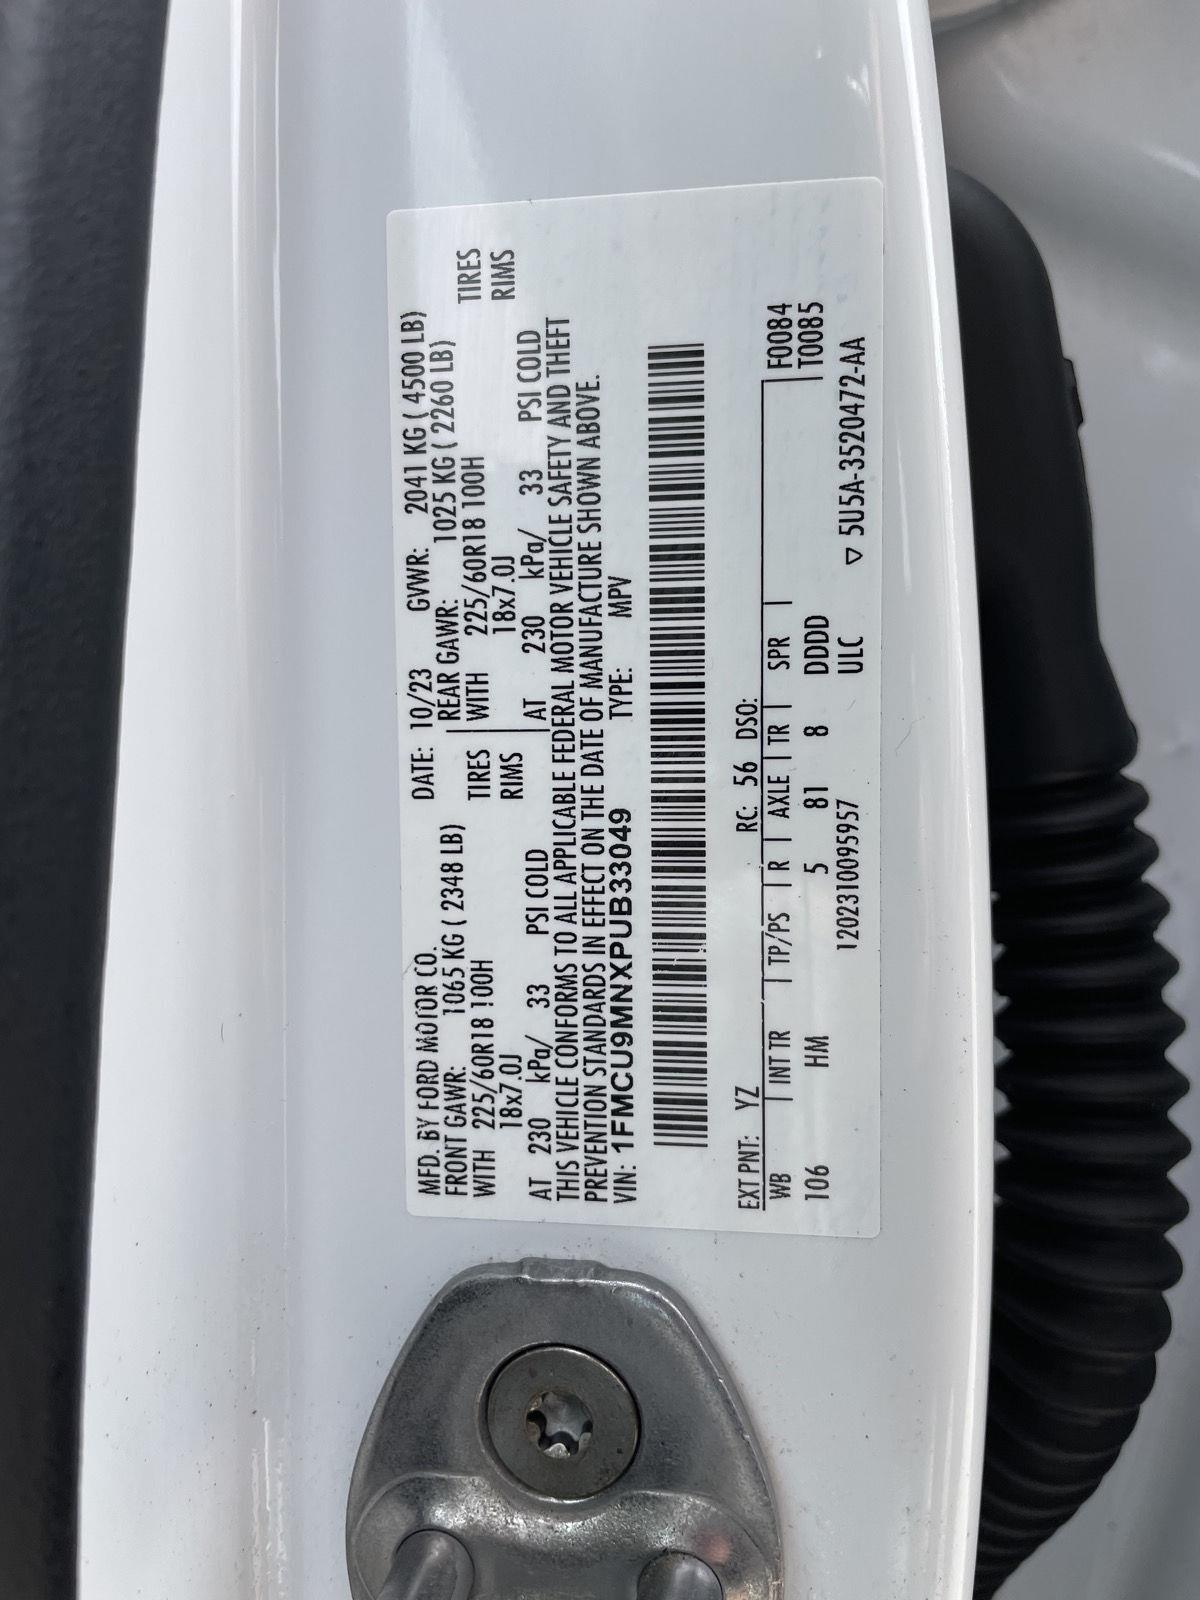 MFD. BY FORD MOTOR CO. DATE: 10/23 GVWR: 2041 KG ( 4500 LB)
FRONT GAWR: 1065 KG ( 2348 LB) REAR GAWR: 1025 KG ( 2260 LB)
WITH 225/60R18 100H TIRES WITH 225/60R18 100H TIRES
18x7.0J RIMS 18x7.0J RIMS
AT 230 kPa/ 33 PSI COLD AT 230 kPa/ 33 PSI COLD
THIS VEHICLE CONFORMS TO ALL APPLICABLE FEDERAL MOTOR VEHICLE SAFETY AND THEFT
PREVENTION STANDARDS IN EFFECT ON THE DATE OF MANUFACTURE SHOWN ABOVE.
VIN: 1FMCU9MNXPUB33049 TYPE: MPV
EXT PNT: YZ RC: 56 DSO:
WB INT TR TP/PS R AXLE TR SPR F0084
106 HM 5 81 8 DDDD T0085
120231095957 ULC ▽ 5U5A-3520472-AA